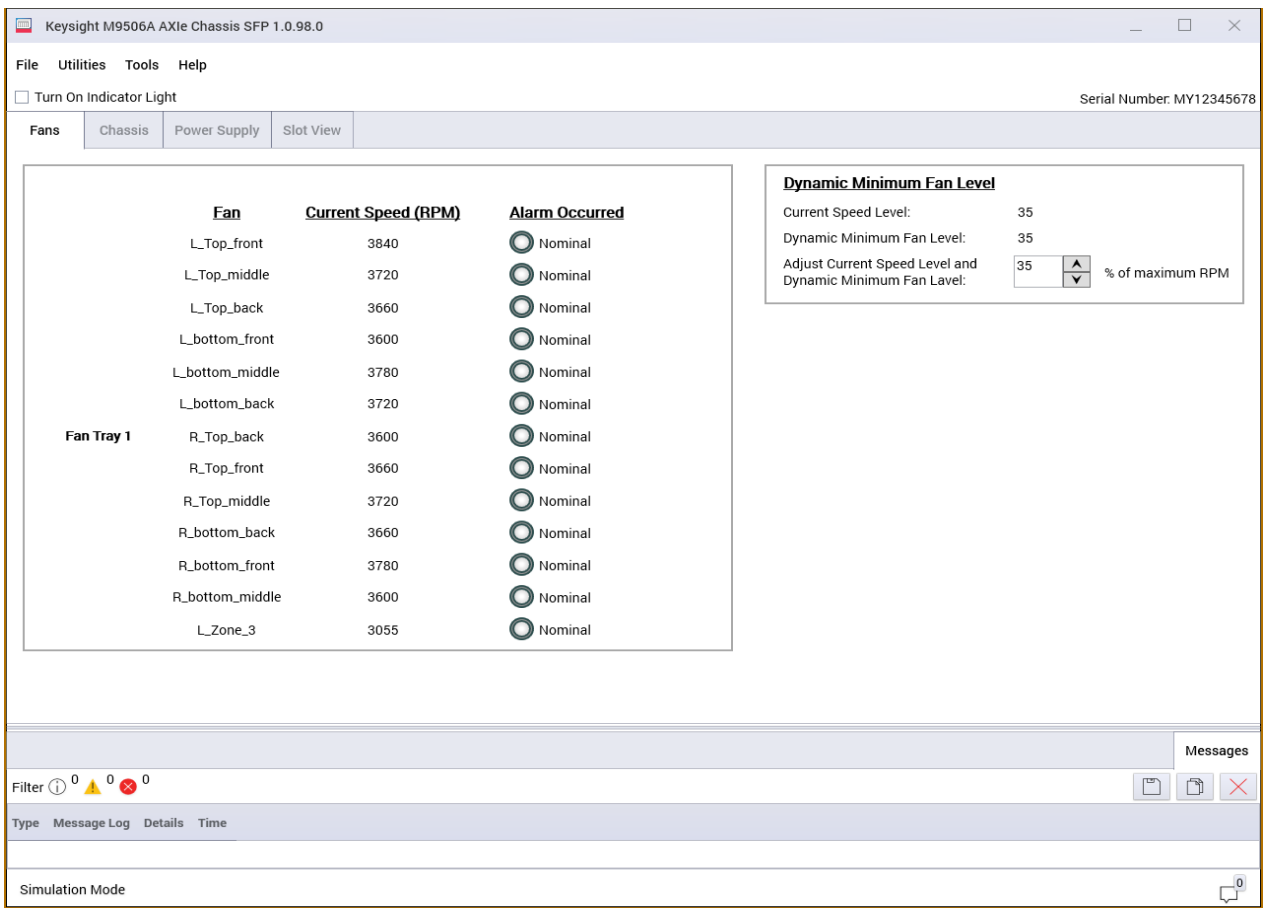 Keysight M9506A AXIe Chassis SFP 1.0.98.0
File Utilities Tools Help
Turn On Indicator Light Serial Number: MY12345678
Fans Chassis Power Supply Slot View
Dynamic Minimum Fan Level
Fan Current Speed (RPM) Alarm Occurred
Current Speed Level: 35
Dynamic Minimum Fan Level: 35
Adjust Current Speed Level and
Dynamic Minimum Fan Lavel: 35 % of maximum RPM
L_Top_front 3840 Nominal
L_Top_middle 3720 Nominal
L_Top_back 3660 Nominal
L_bottom_front 3600 Nominal
L_bottom_middle 3780 Nominal
L_bottom_back 3720 Nominal
Fan Tray 1 R_Top_back 3600 Nominal
R_Top_front 3660 Nominal
R_Top_middle 3720 Nominal
R_bottom_back 3660 Nominal
R_bottom_front 3780 Nominal
R_bottom_middle 3600 Nominal
L_Zone_3 3055 Nominal
Messages
Filter 0 0 0
Type Message Log Details Time
Simulation Mode 0